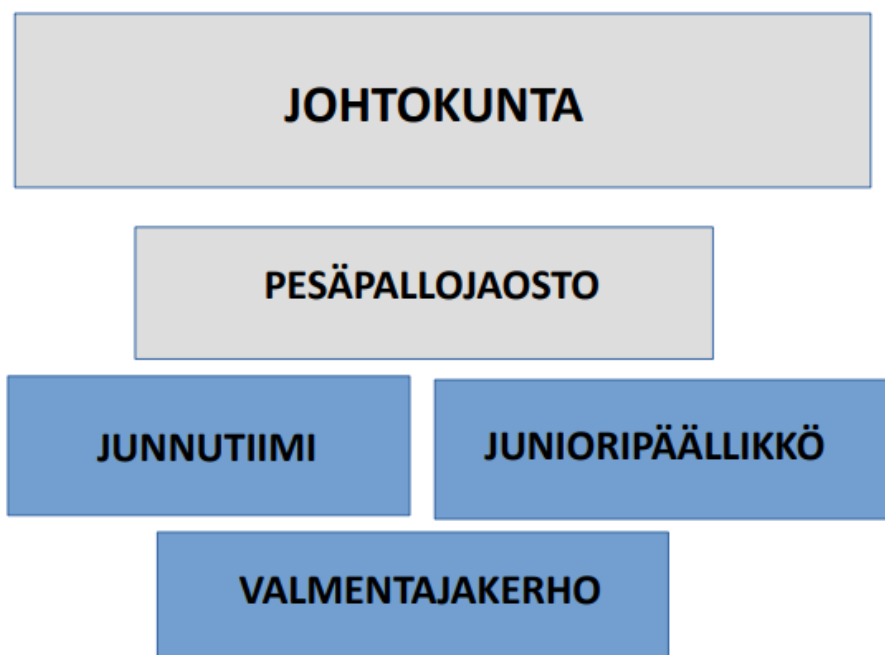 JOHTOKUNTA
PESÄPALLOJAOSTO
JUNNUTIIMI
JUNIORIPÄÄLLIKKÖ
VALMENTAJAKERHO